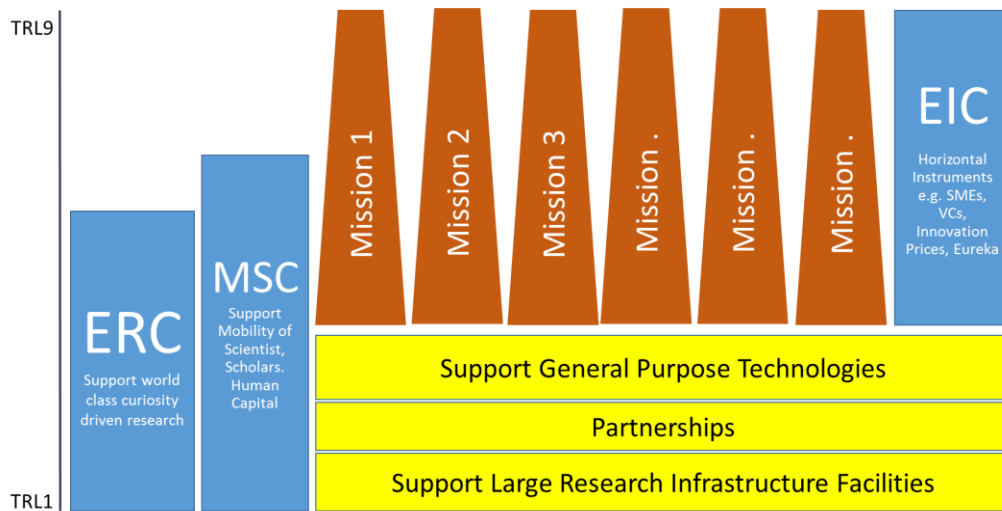 TRL9
TRL1
ERC
Support world
class curiosity
driven research
MSC
Support
Mobility of
Scientist,
Scholars.
Human
Capital
Mission 1
Mission 2
Mission 3
Mission .
Mission .
Mission .
EIC
Horizontal
Instruments
e.g. SMEs,
VCs,
Innovation
Prices, Eureka
Support General Purpose Technologies
Partnerships
Support Large Research Infrastructure Facilities